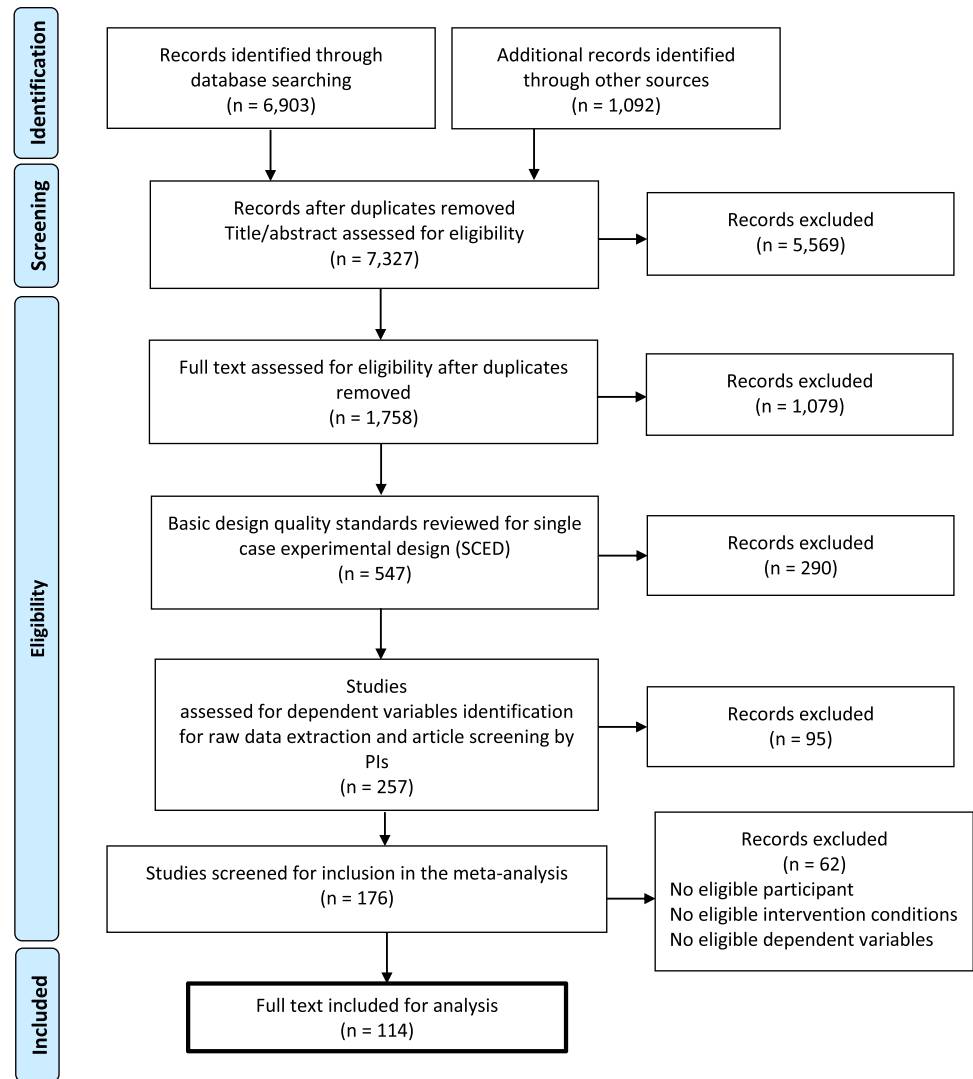 Identification
Records identified through
database searching
(n = 6,903)
Additional records identified
through other sources
(n = 1,092)
Screening
Records after duplicates removed
Title/abstract assessed for eligibility
(n = 7,327)
Records excluded
(n = 5,569)
Eligibility
Full text assessed for eligibility after duplicates
removed
(n = 1,758)
Records excluded
(n = 1,079)
Basic design quality standards reviewed for single
case experimental design (SCED)
(n = 547)
Records excluded
(n = 290)
Studies
assessed for dependent variables identification
for raw data extraction and article screening by
PIs
(n = 257)
Records excluded
(n = 95)
Studies screened for inclusion in the meta-analysis
(n = 176)
Records excluded
(n = 62)
No eligible participant
No eligible intervention conditions
No eligible dependent variables
Included
Full text included for analysis
(n = 114)